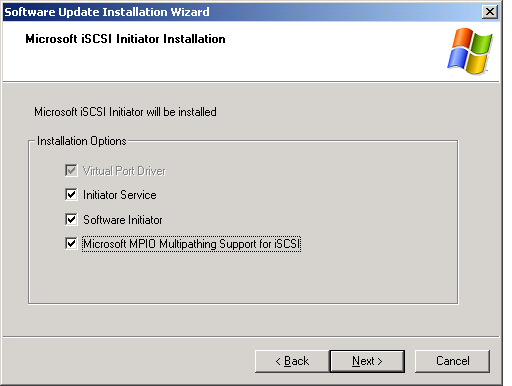 Software Update Installation Wizard
Microsoft iSCSI Initiator Installation
Microsoft iSCSI Initiator will be installed
Installation Options
Virtual Port Driver
Initiator Service
Software Initiator
Microsoft MPIO Multipathing Support for iSCSI
< Back
Next >
Cancel